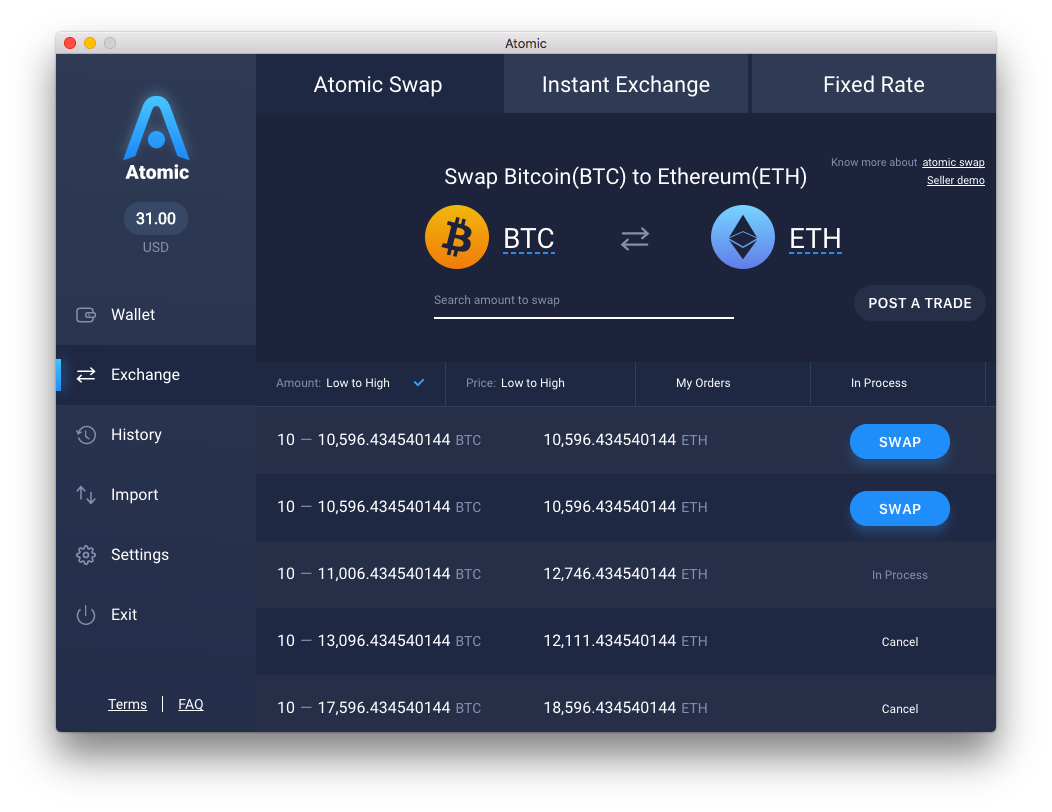 Atomic
Atomic
31.00
USD
Wallet
Exchange
History
Import
Settings
Exit
Terms | FAQ
Atomic Swap
Instant Exchange
Fixed Rate
Know more about atomic swap
Seller demo
Swap Bitcoin(BTC) to Ethereum(ETH)
BTC
ETH
Search amount to swap
POST A TRADE
Amount: Low to High
Price: Low to High
My Orders
In Process
10 — 10,596.434540144 BTC 10,596.434540144 ETH SWAP
10 — 10,596.434540144 BTC 10,596.434540144 ETH SWAP
10 — 11,006.434540144 BTC 12,746.434540144 ETH In Process
10 — 13,096.434540144 BTC 12,111.434540144 ETH Cancel
10 — 17,596.434540144 BTC 18,596.434540144 ETH Cancel